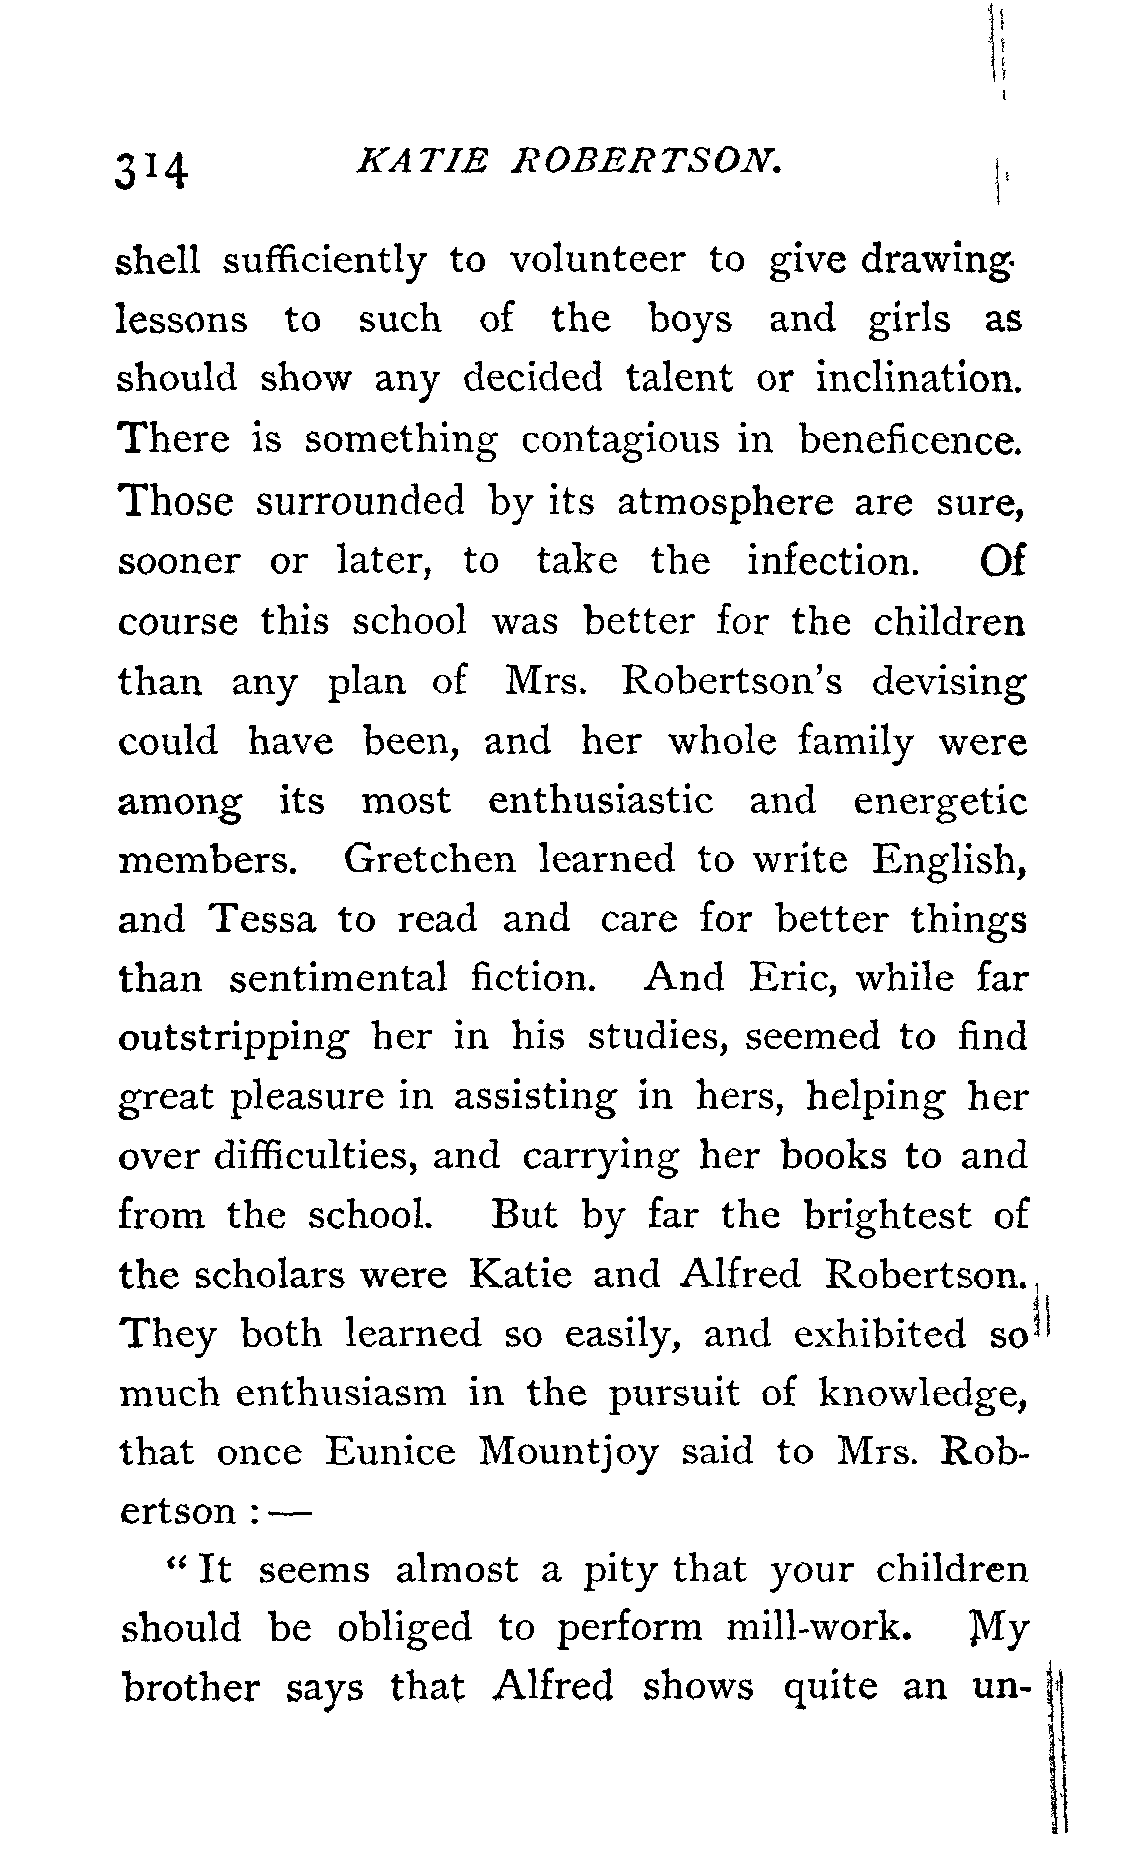 314 KATIE ROBERTSON.
shell sufficiently to volunteer to give drawing
lessons to such of the boys and girls as
should show any decided talent or inclination.
There is something contagious in beneficence.
Those surrounded by its atmosphere are sure,
sooner or later, to take the infection. Of
course this school was better for the children
than any plan of Mrs. Robertson's devising
could have been, and her whole family were
among its most enthusiastic and energetic
members. Gretchen learned to write English,
and Tessa to read and care for better things
than sentimental fiction. And Eric, while far
outstripping her in his studies, seemed to find
great pleasure in assisting in hers, helping her
over difficulties, and carrying her books to and
from the school. But by far the brightest of
the scholars were Katie and Alfred Robertson.
They both learned so easily, and exhibited so
much enthusiasm in the pursuit of knowledge,
that once Eunice Mountjoy said to Mrs. Rob-
ertson : —
" It seems almost a pity that your children
should be obliged to perform mill-work. My
brother says that Alfred shows quite an un-